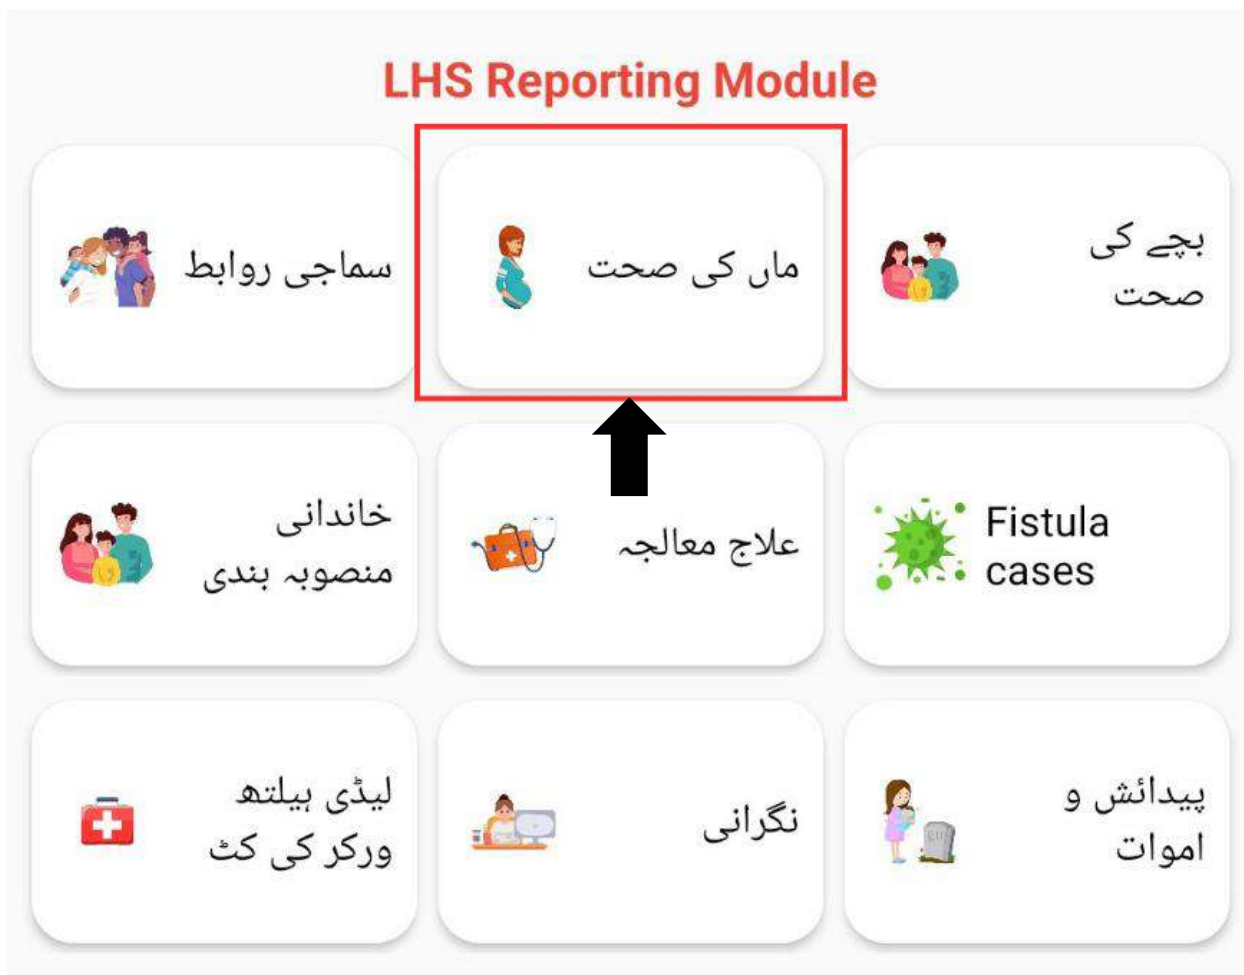 LHS Reporting Module
سماجی روابط
ماں کی صحت
بچے کی
صحت
خاندانی
منصوبہ بندی
علاج معالجہ
Fistula
cases
لیڈی ہیلتھ
ورکر کی کٹ
نگرانی
پیدائش و
اموات